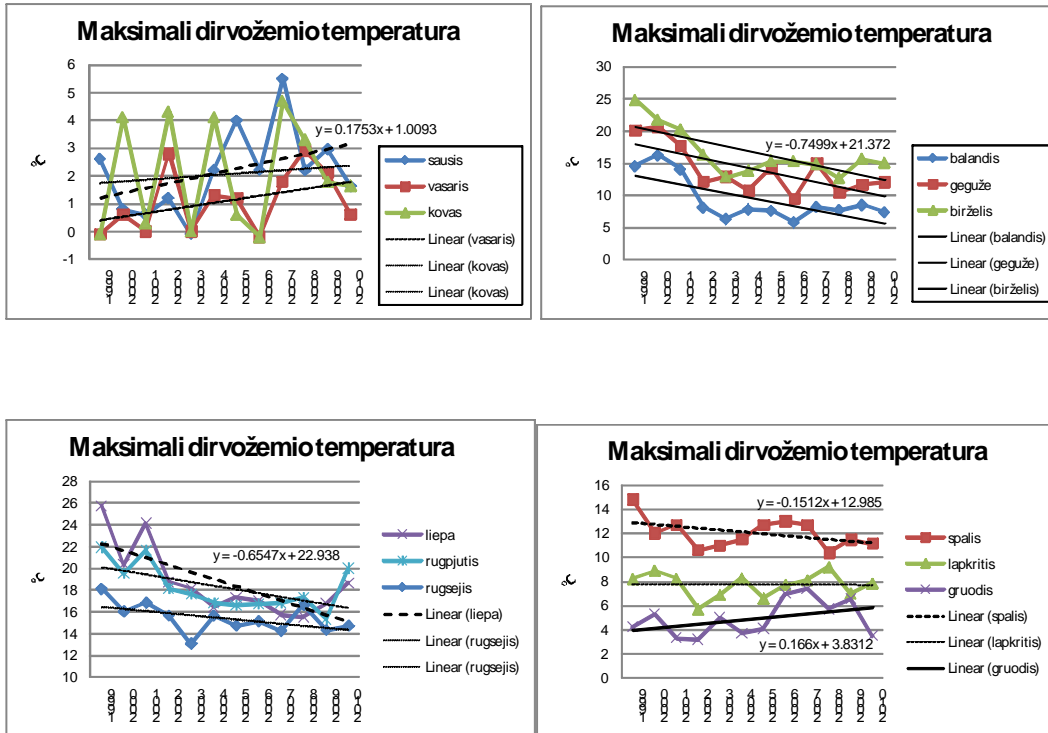 Maksimali dirvožemio temperatura
6
5
4
3
2
1
0
-1
°C
y = 0.1753x + 1.0093
sausis
vasaris
kovas
Linear (vasaris)
Linear (kovas)
Linear (kovas)
Maksimali dirvožemio temperatura
30
25
20
15
10
5
0
°C
y = -0.7499x + 21.372
balandis
geguže
birželis
Linear (balandis)
Linear (geguže)
Linear (birželis)
Maksimali dirvožemio temperatura
28
26
24
22
20
18
16
14
12
10
°C
y = -0.6547x + 22.938
liepa
rugpjutis
rugsejis
Linear (liepa)
Linear (rugsejis)
Linear (rugsejis)
Maksimali dirvožemio temperatura
16
14
12
10
8
6
4
2
0
°C
y = -0.1512x + 12.985
y = 0.166x + 3.8312
spalis
lapkritis
gruodis
Linear (spalis)
Linear (lapkritis)
Linear (gruodis)